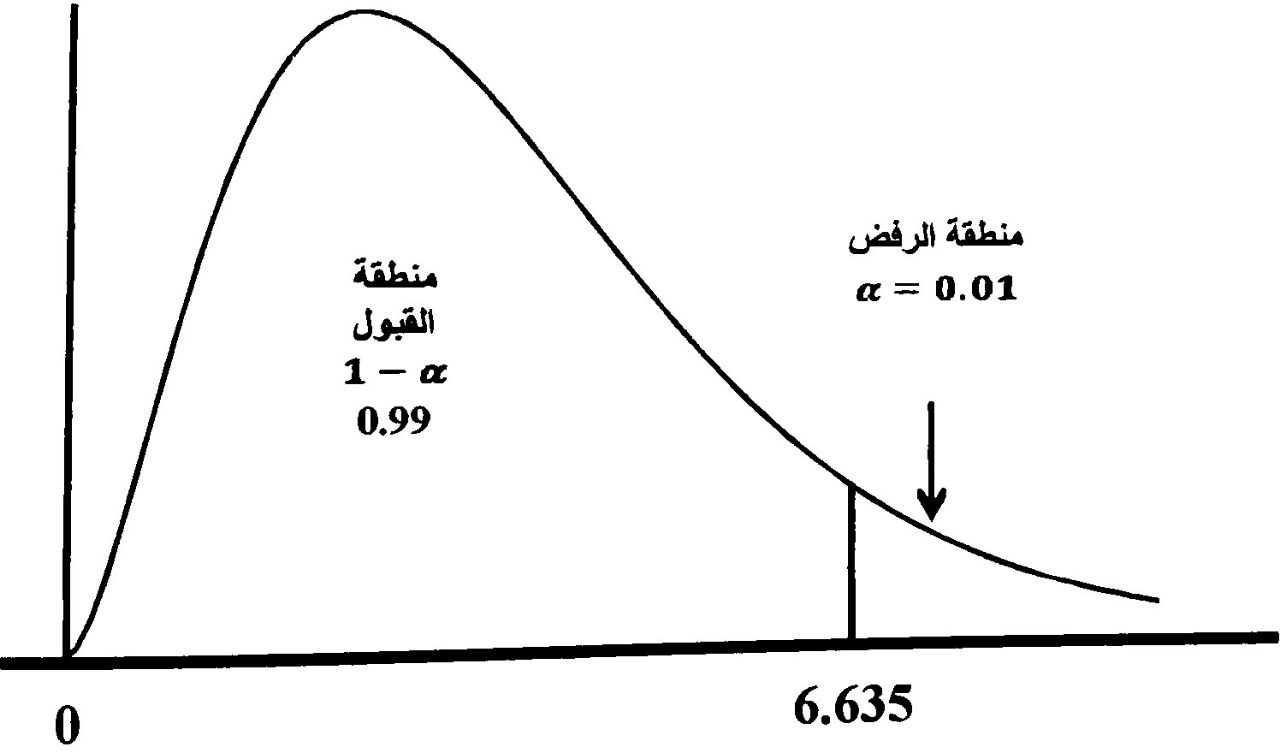 منطقة الرفض
α = 0.01
منطقة
القبول
1 − α
0.99
0
6.635